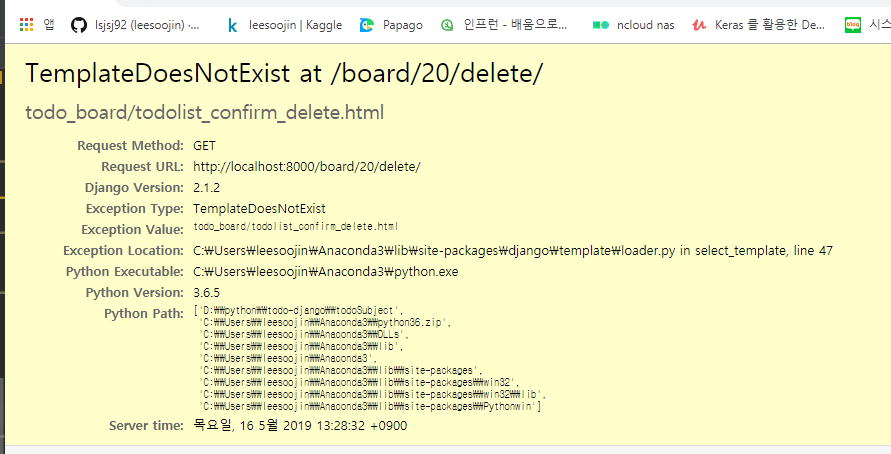 앱 lsjsj92 (leesoojin) ·... leesoojin | Kaggle Papago 인프런 - 배움으로... ncloud nas Keras 를 활용한 De... blog 시스
TemplateDoesNotExist at /board/20/delete/
todo_board/todolist_confirm_delete.html
Request Method: GET
Request URL: http://localhost:8000/board/20/delete/
Django Version: 2.1.2
Exception Type: TemplateDoesNotExist
Exception Value: todo_board/todolist_confirm_delete.html
Exception Location: C:₩Users₩leesoojin₩Anaconda3₩lib₩site-packages₩django₩template₩loader.py in select_template, line 47
Python Executable: C:₩Users₩leesoojin₩Anaconda3₩python.exe
Python Version: 3.6.5
Python Path: ['D:₩₩python₩₩todo-django₩₩todoSubject',
'C:₩₩Users₩₩leesoojin₩₩Anaconda3₩₩python36.zip',
'C:₩₩Users₩₩leesoojin₩₩Anaconda3₩₩DLLs',
'C:₩₩Users₩₩leesoojin₩₩Anaconda3₩₩lib',
'C:₩₩Users₩₩leesoojin₩₩Anaconda3',
'C:₩₩Users₩₩leesoojin₩₩Anaconda3₩₩lib₩₩site-packages',
'C:₩₩Users₩₩leesoojin₩₩Anaconda3₩₩lib₩₩site-packages₩₩win32',
'C:₩₩Users₩₩leesoojin₩₩Anaconda3₩₩lib₩₩site-packages₩₩win32₩₩lib',
'C:₩₩Users₩₩leesoojin₩₩Anaconda3₩₩lib₩₩site-packages₩₩Pythonwin']
Server time: 목요일, 16 5월 2019 13:28:32 +0900